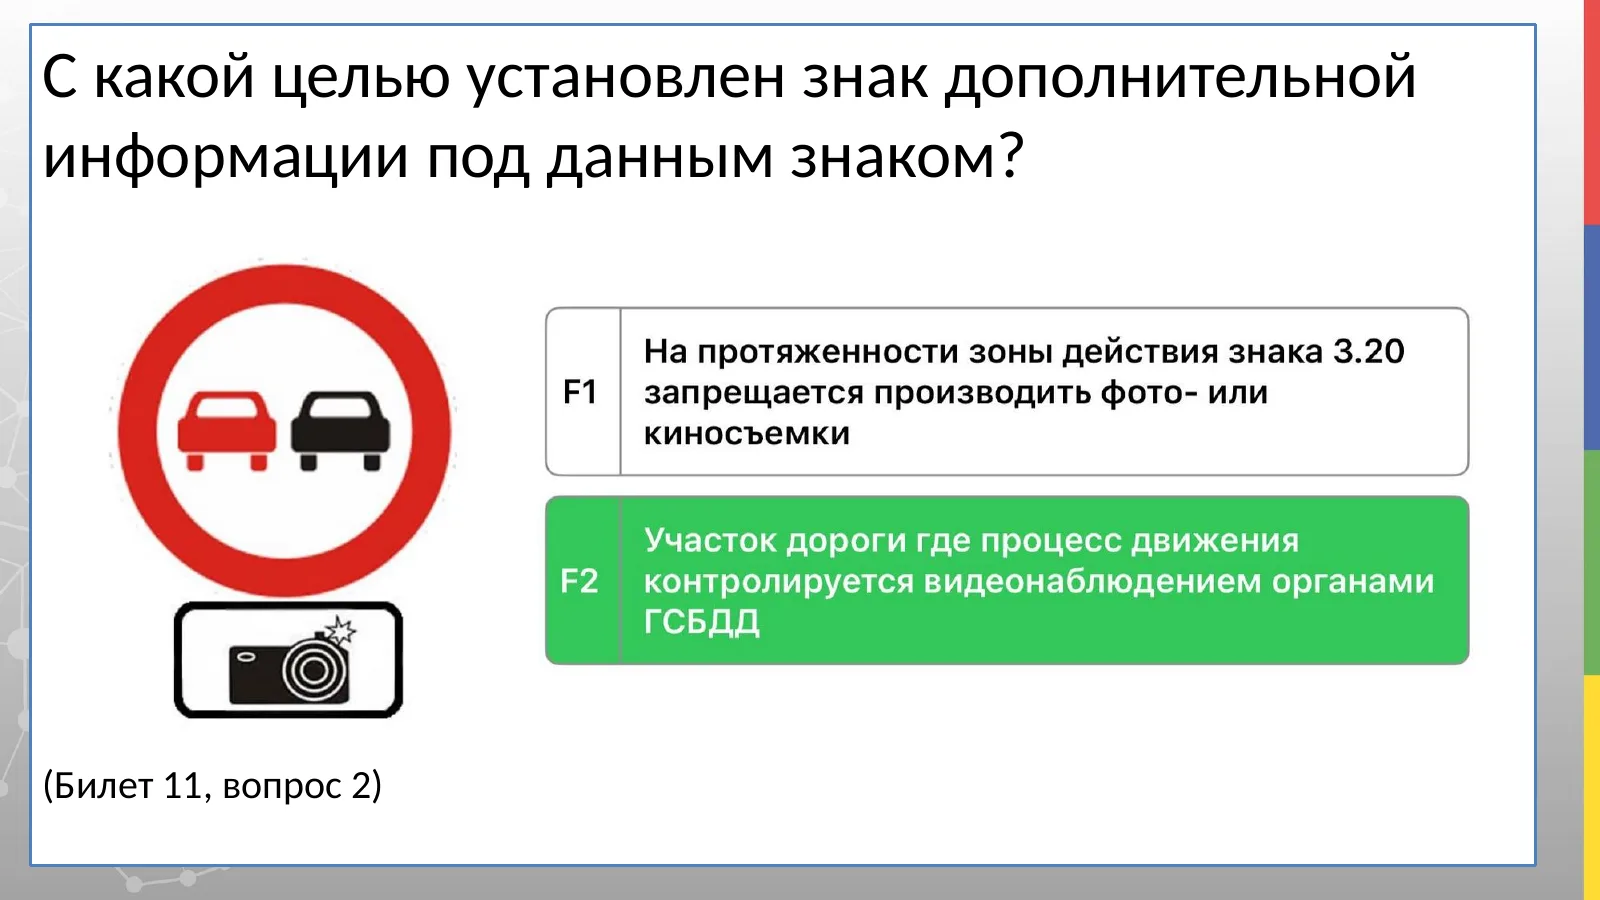 С какой целью установлен знак дополнительной
информации под данным знаком?
F1
На протяженности зоны действия знака 3.20
запрещается производить фото- или
киносъемки
F2
Участок дороги где процесс движения
контролируется видеонаблюдением органами
ГСБДД
(Билет 11, вопрос 2)